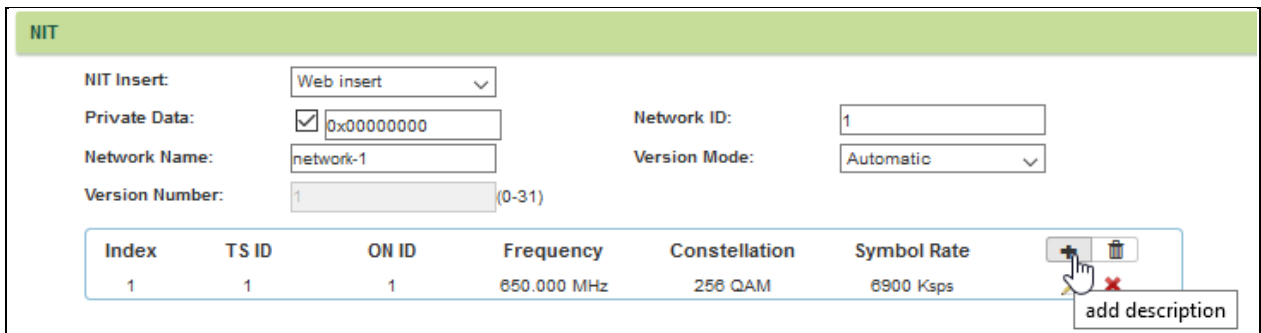 NIT
NIT Insert: Web insert
Private Data: 0x00000000 Network ID: 1
Network Name: network-1 Version Mode: Automatic
Version Number: 1 (0-31)
Index TS ID ON ID Frequency Constellation Symbol Rate
1 1 1 650.000 MHz 256 QAM 6900 Ksps
add description